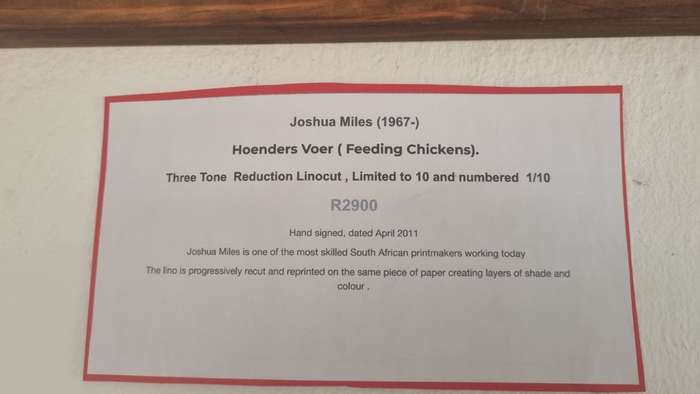 Joshua Miles (1967-)
Hoenders Voer ( Feeding Chickens).
Three Tone Reduction Linocut , Limited to 10 and numbered 1/10
R2900
Hand signed, dated April 2011
Joshua Miles is one of the most skilled South African printmakers working today
The lino is progressively recut and reprinted on the same piece of paper creating layers of shade and
colour .